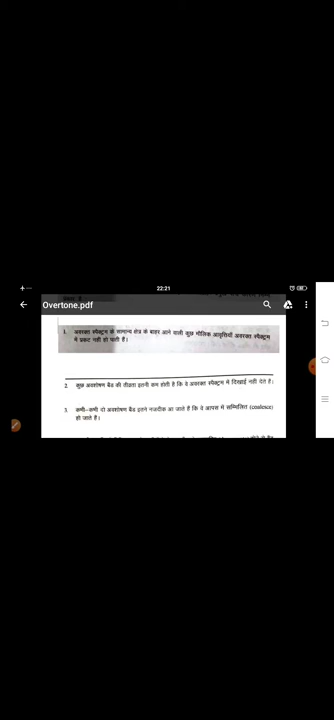 22:21
Overtone.pdf
1. अवरक्त स्पेक्ट्रम के सामान्य क्षेत्र के बाहर आने वाली कुछ मौलिक आवृत्तियाँ अवरक्त स्पेक्ट्रम
में प्रकट नहीं हो पाती हैं।
2. कुछ अवशोषण बैंड की तीव्रता इतनी कम होती है कि वे अवरक्त स्पेक्ट्रम में दिखाई नहीं देते हैं।
3. कभी-कभी दो अवशोषण बैंड इतने नजदीक आ जाते हैं कि वे आपस में सम्मिलित (coalesce)
हो जाते हैं।